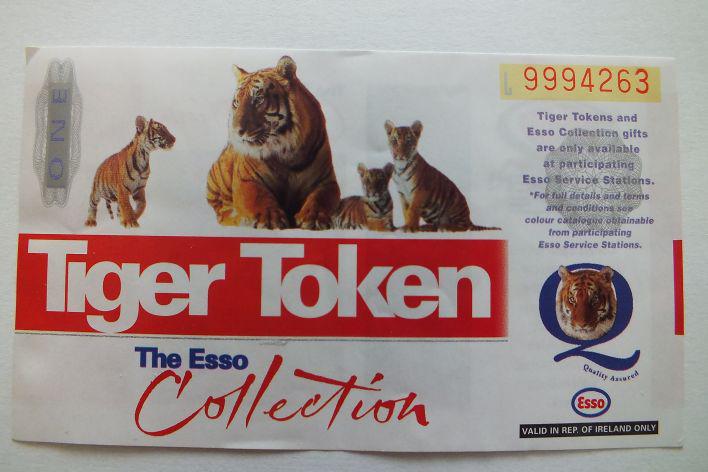 ONE
L 9994263
Tiger Tokens and
Esso Collection gifts
are only available
at participating
Esso Service Stations.
*For full details and terms
and conditions see
colour catalogue obtainable
from participating
Esso Service Stations.
Tiger Token
The Esso
Collection
Q
Quality Assured
Esso
VALID IN REP. OF IRELAND ONLY